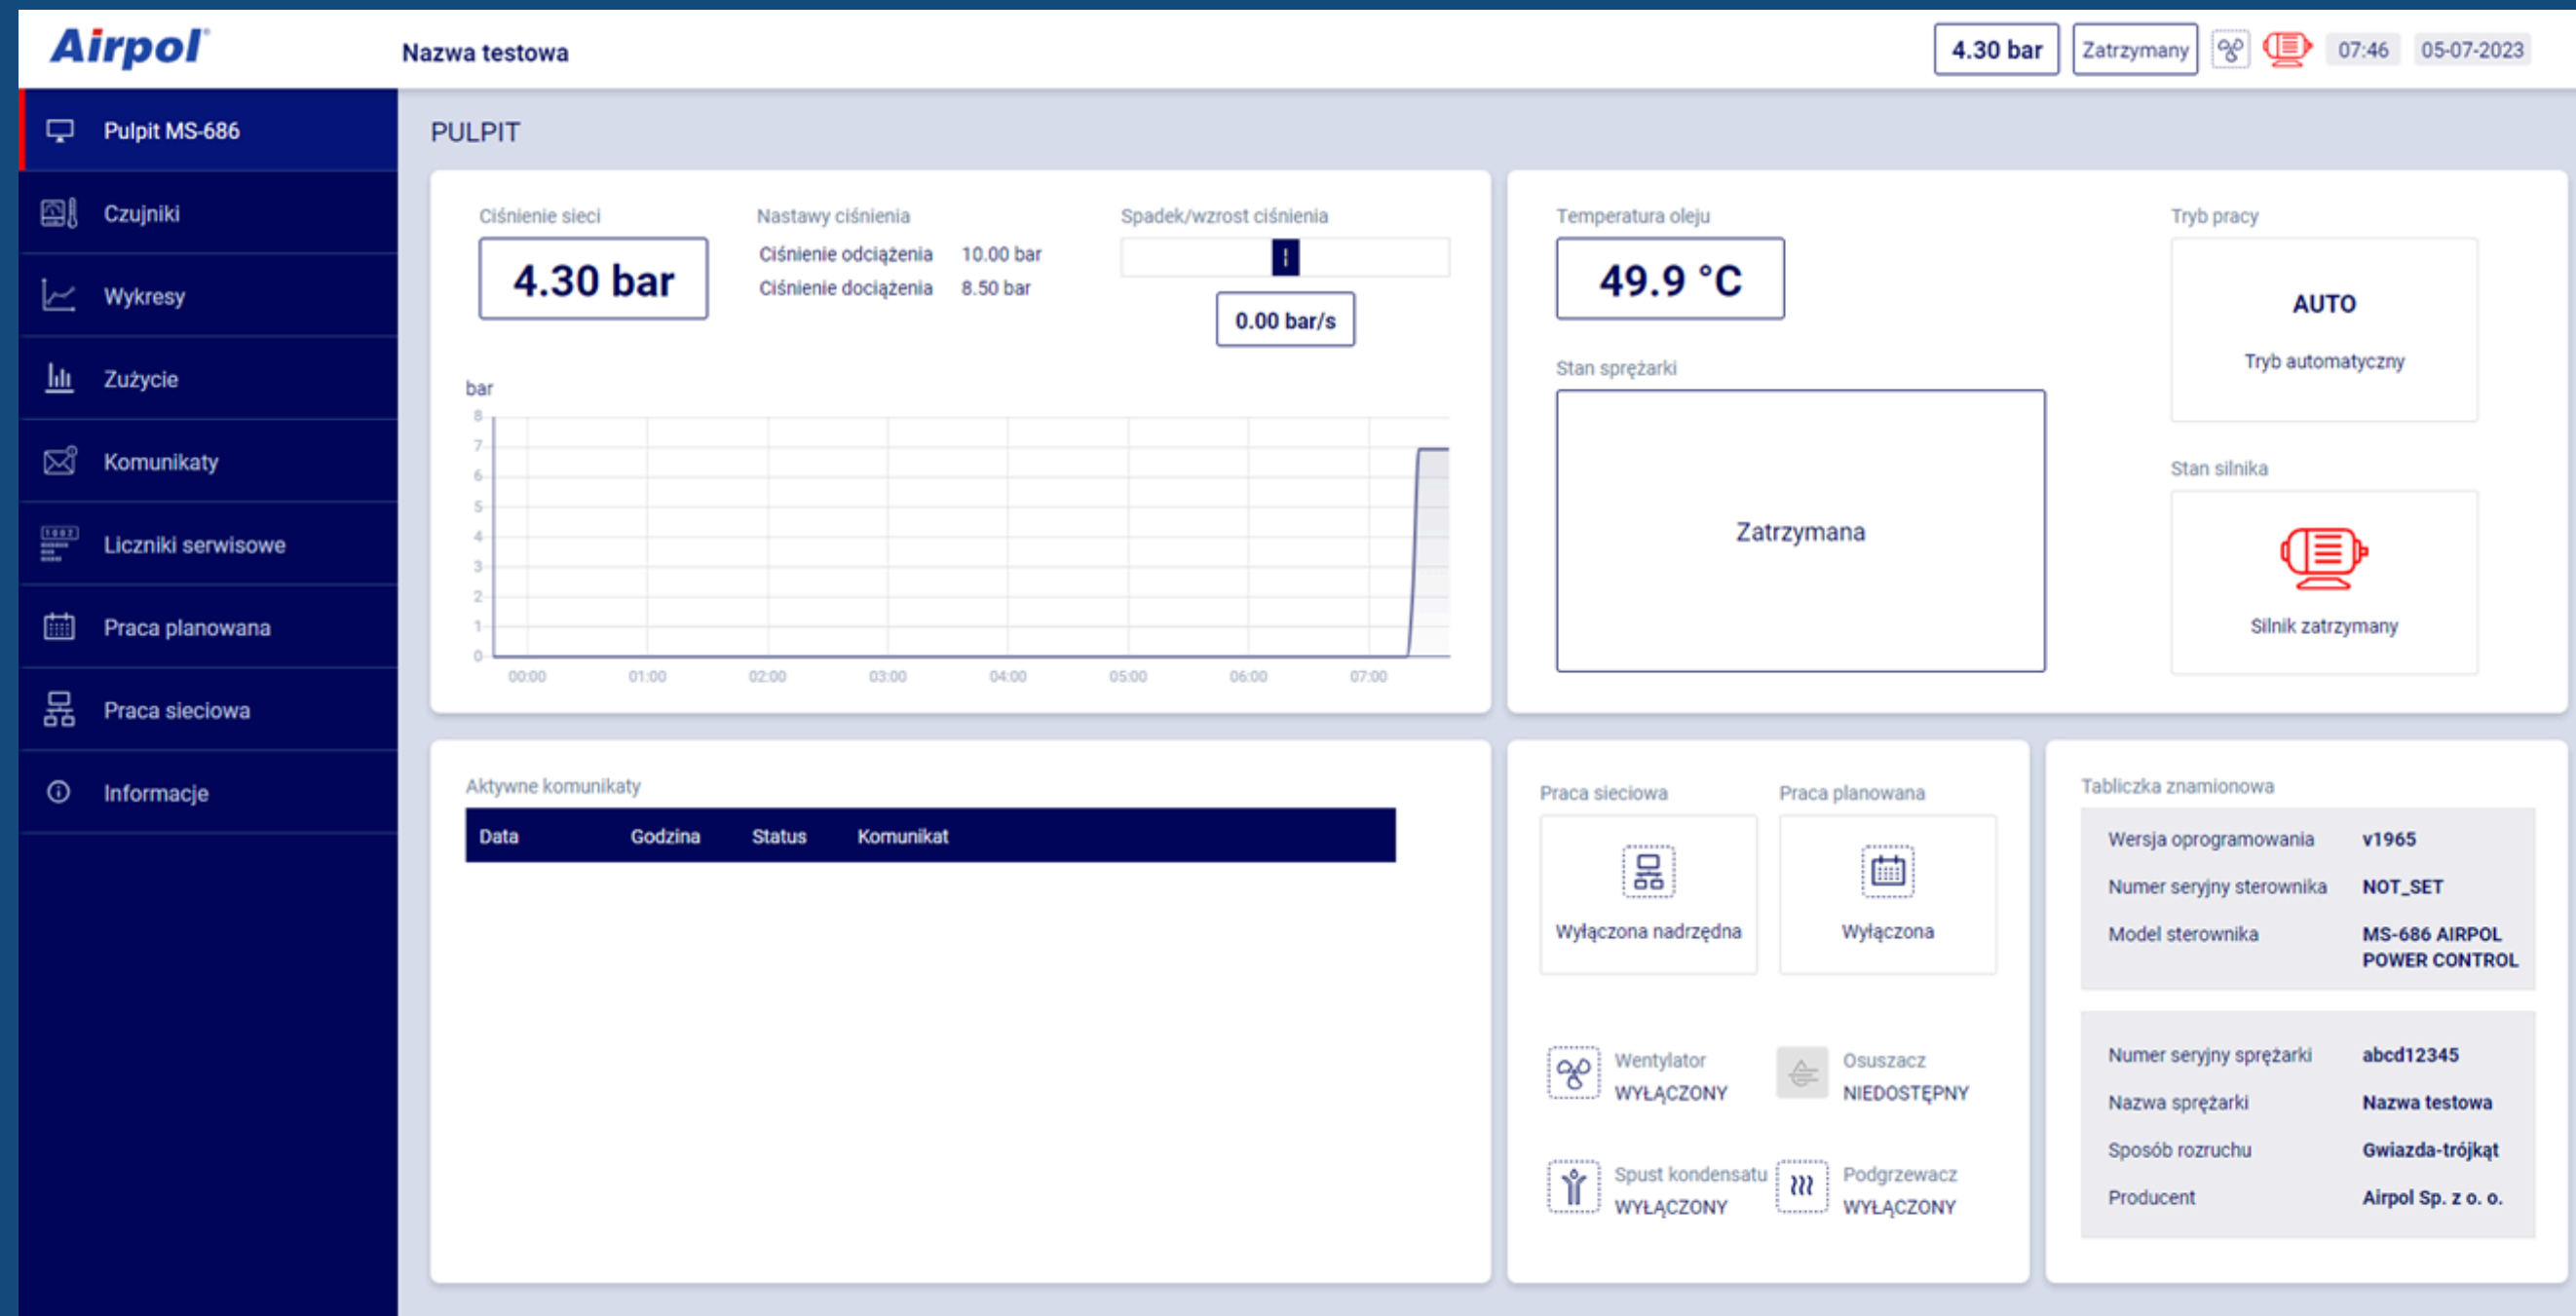 Airpol
Nazwa testowa
4.30 bar
Zatrzymany
07:46
05-07-2023
Pulpit MS-686
Czujniki
Wykresy
Zużycie
Komunikaty
Liczniki serwisowe
Praca planowana
Praca sieciowa
Informacje
PULPIT
Ciśnienie sieci
4.30 bar
Nastawy ciśnienia
Ciśnienie odciążenia 10.00 bar
Ciśnienie dociążenia 8.50 bar
Spadek/wzrost ciśnienia
0.00 bar/s
bar
8
7
6
5
4
3
2
1
0
00:00 01:00 02:00 03:00 04:00 05:00 06:00 07:00
Temperatura oleju
49.9 °C
Stan sprężarki
Zatrzymana
Tryb pracy
AUTO
Tryb automatyczny
Stan silnika
Silnik zatrzymany
Aktywne komunikaty
Data Godzina Status Komunikat
Praca sieciowa
Wyłączona nadrzędna
Praca planowana
Wyłączona
Wentylator
WYŁĄCZONY
Osuszacz
NIEDOSTĘPNY
Spust kondensatu
WYŁĄCZONY
Podgrzewacz
WYŁĄCZONY
Tabliczka znamionowa
Wersja oprogramowania v1965
Numer seryjny sterownika NOT_SET
Model sterownika MS-686 AIRPOL
POWER CONTROL
Numer seryjny sprężarki abcd12345
Nazwa sprężarki Nazwa testowa
Sposób rozruchu Gwiazda-trójkąt
Producent Airpol Sp. z o. o.